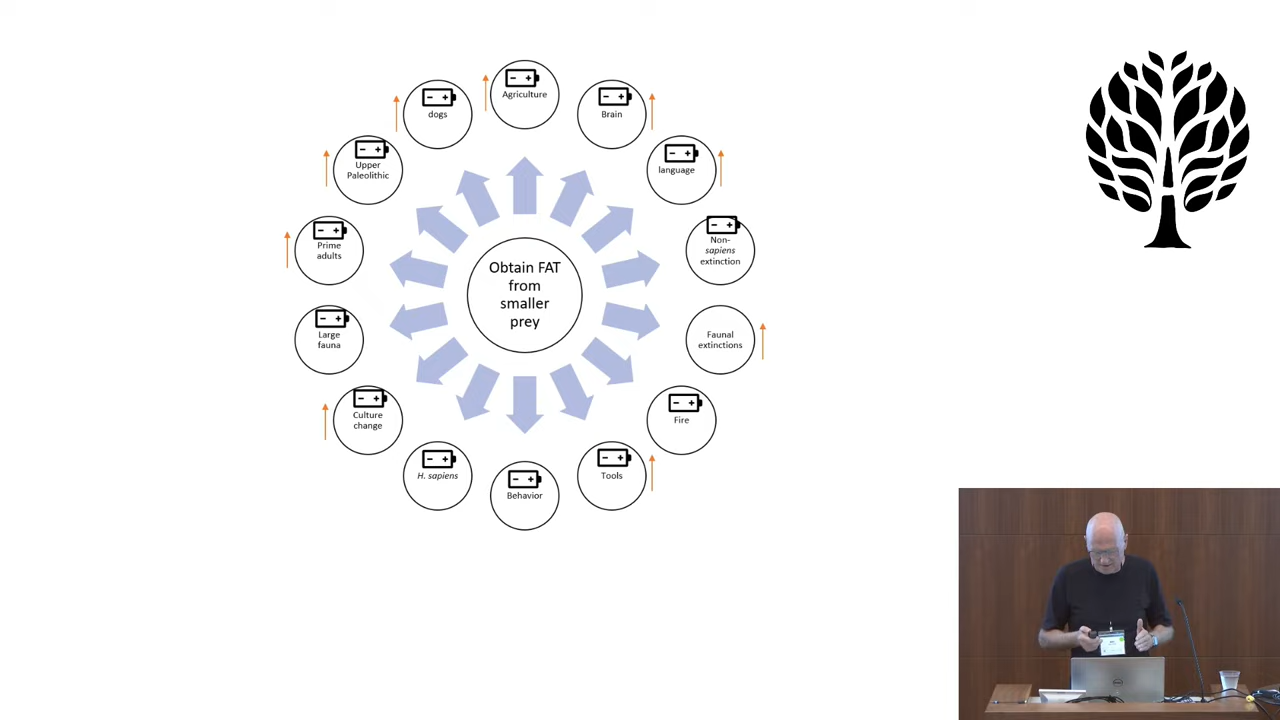 Agriculture
Brain
language
Non-
sapiens
extinction
Faunal
extinctions
Fire
Tools
Behavior
H. sapiens
Culture
change
Large
fauna
Prime
adults
Upper
Paleolithic
dogs
Obtain FAT
from
smaller
prey